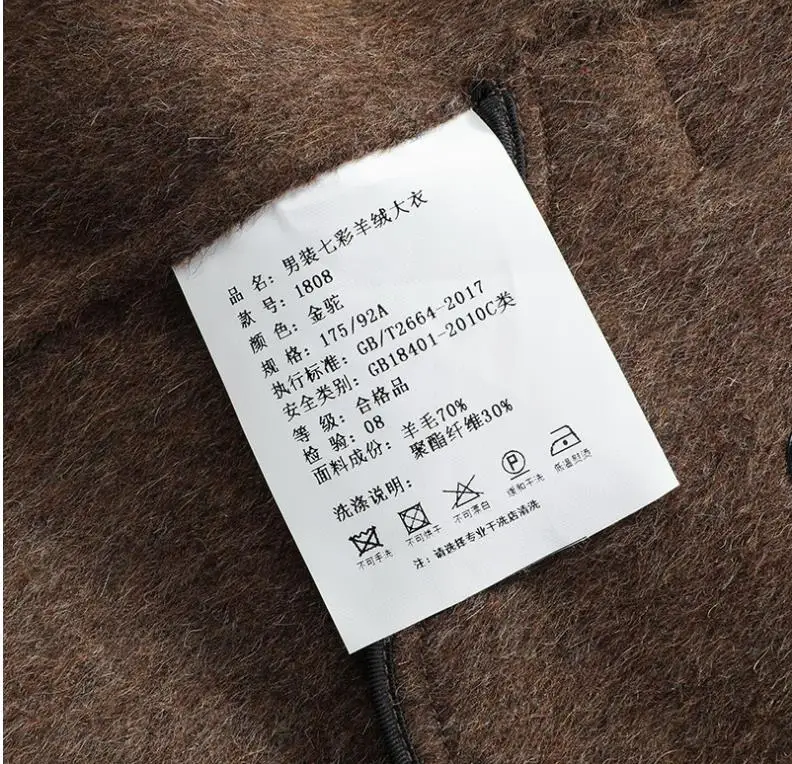 品 名：男装七彩羊绒大衣
款 号：1808
颜 色：金驼
规 格：175/92A
执行标准：GB/T2664-2017
安全类别：GB18401-2010C类
等 级：合格品
检 验：08
面料成份：羊毛70%
聚酯纤维30%
洗涤说明：
P
不可手洗 不可烘干 不可漂白 缓和干洗 低温熨烫
注：请选择专业干洗店清洗